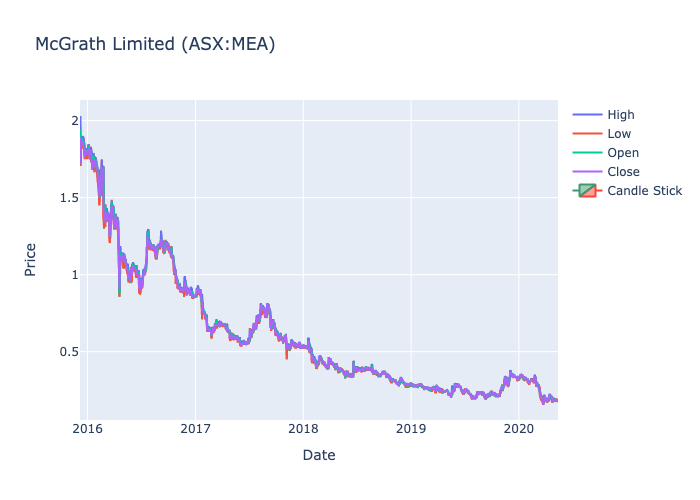 McGrath Limited (ASX:MEA)
High
Low
Open
Close
Candle Stick
2
1.5
1
0.5
Price
2016
2017
2018
2019
2020
Date